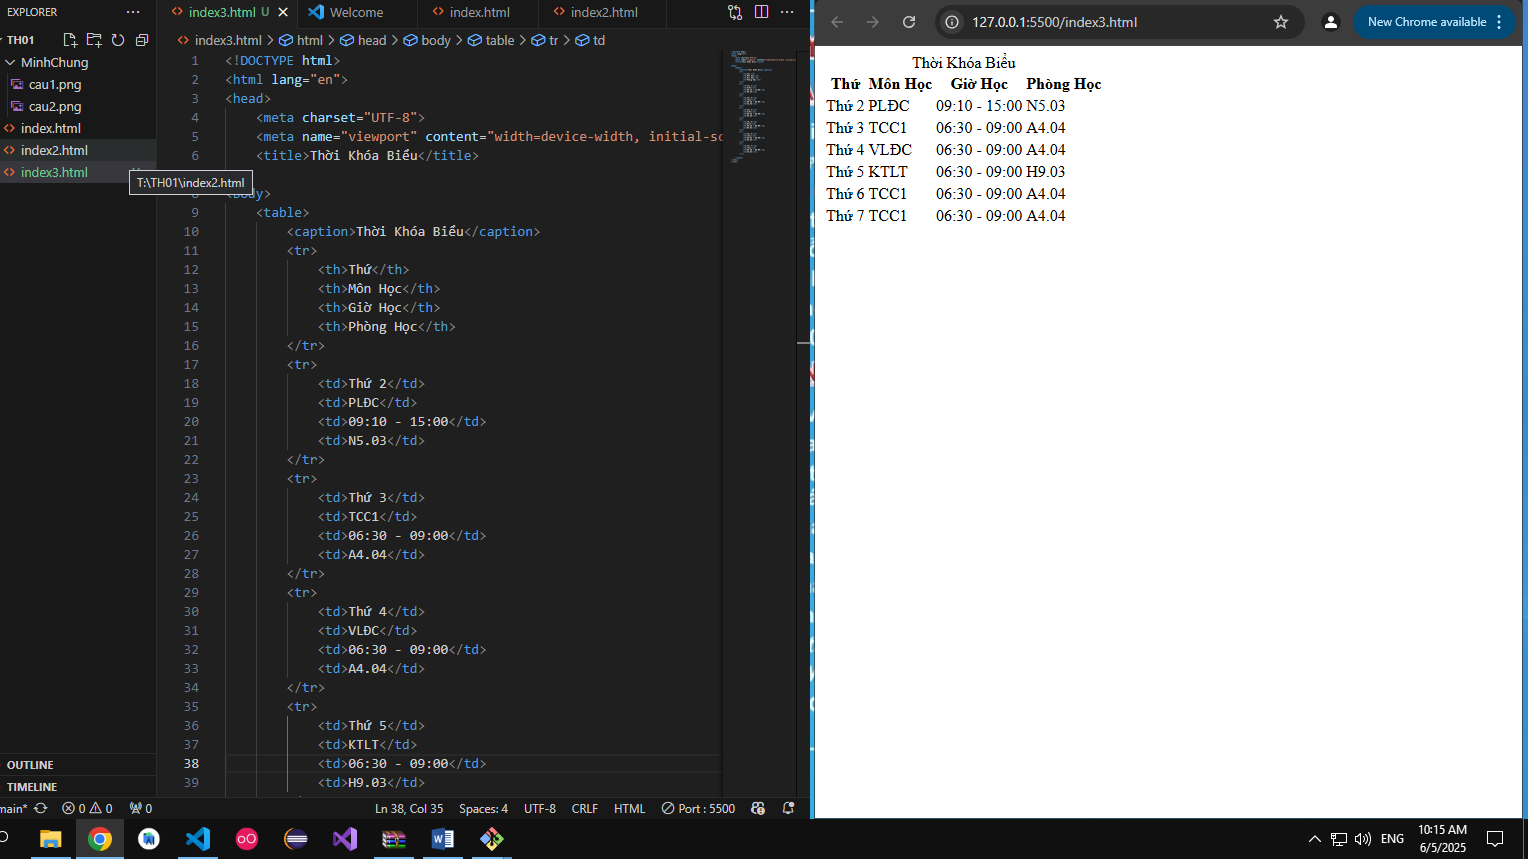 EXPLORER
TH01
MinhChung
cau1.png
cau2.png
index.html
index2.html
index3.html
T:\TH01\index2.html
OUTLINE
TIMELINE
index3.html U
Welcome
index.html
index2.html
index3.html > html > head > body > table > tr > td
1 <!DOCTYPE html>
2 <html lang="en">
3 <head>
4 <meta charset="UTF-8">
5 <meta name="viewport" content="width=device-width, initial-sc
6 <title>Thời Khóa Biểu</title>
body>
9 <table>
10 <caption>Thời Khóa Biểu</caption>
11 <tr>
12 <th>Thứ</th>
13 <th>Môn Học</th>
14 <th>Giờ Học</th>
15 <th>Phòng Học</th>
16 </tr>
17 <tr>
18 <td>Thứ 2</td>
19 <td>PLĐC</td>
20 <td>09:10 - 15:00</td>
21 <td>N5.03</td>
22 </tr>
23 <tr>
24 <td>Thứ 3</td>
25 <td>TCC1</td>
26 <td>06:30 - 09:00</td>
27 <td>A4.04</td>
28 </tr>
29 <tr>
30 <td>Thứ 4</td>
31 <td>VLĐC</td>
32 <td>06:30 - 09:00</td>
33 <td>A4.04</td>
34 </tr>
35 <tr>
36 <td>Thứ 5</td>
37 <td>KTLT</td>
38 <td>06:30 - 09:00</td>
39 <td>H9.03</td>
main* 0 0 0 Ln 38, Col 35 Spaces: 4 UTF-8 CRLF HTML Port : 5500
127.0.0.1:5500/index3.html
New Chrome available
Thời Khóa Biểu
Thứ Môn Học Giờ Học Phòng Học
Thứ 2 PLĐC 09:10 - 15:00 N5.03
Thứ 3 TCC1 06:30 - 09:00 A4.04
Thứ 4 VLĐC 06:30 - 09:00 A4.04
Thứ 5 KTLT 06:30 - 09:00 H9.03
Thứ 6 TCC1 06:30 - 09:00 A4.04
Thứ 7 TCC1 06:30 - 09:00 A4.04
ENG
10:15 AM
6/5/2025